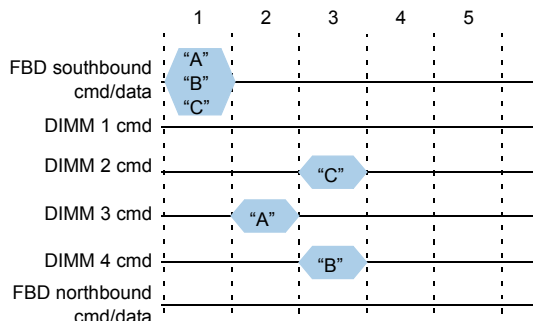 1 2 3 4 5
FBD southbound
cmd/data
“A”
“B”
“C”
DIMM 1 cmd
DIMM 2 cmd
“C”
DIMM 3 cmd
“A”
DIMM 4 cmd
“B”
FBD northbound
cmd/data